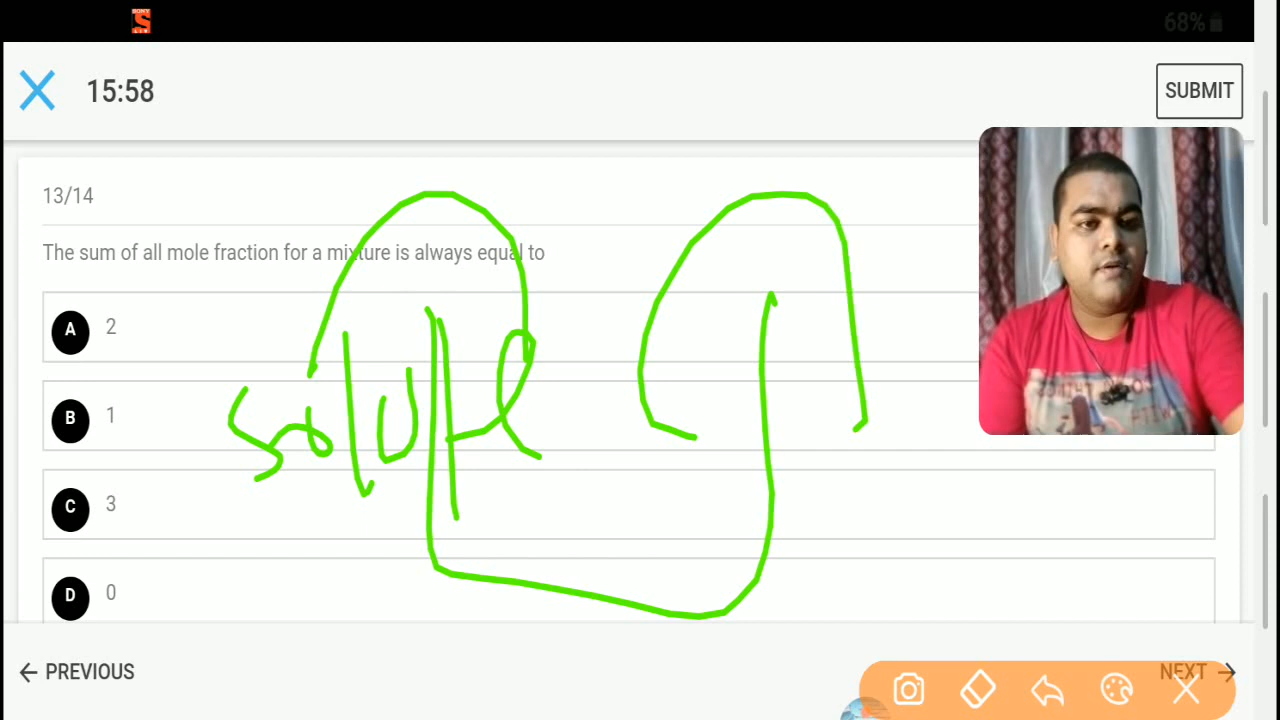 68%
15:58
SUBMIT
13/14
The sum of all mole fraction for a mixture is always equal to
A 2
B 1
C 3
D 0
PREVIOUS
NEXT